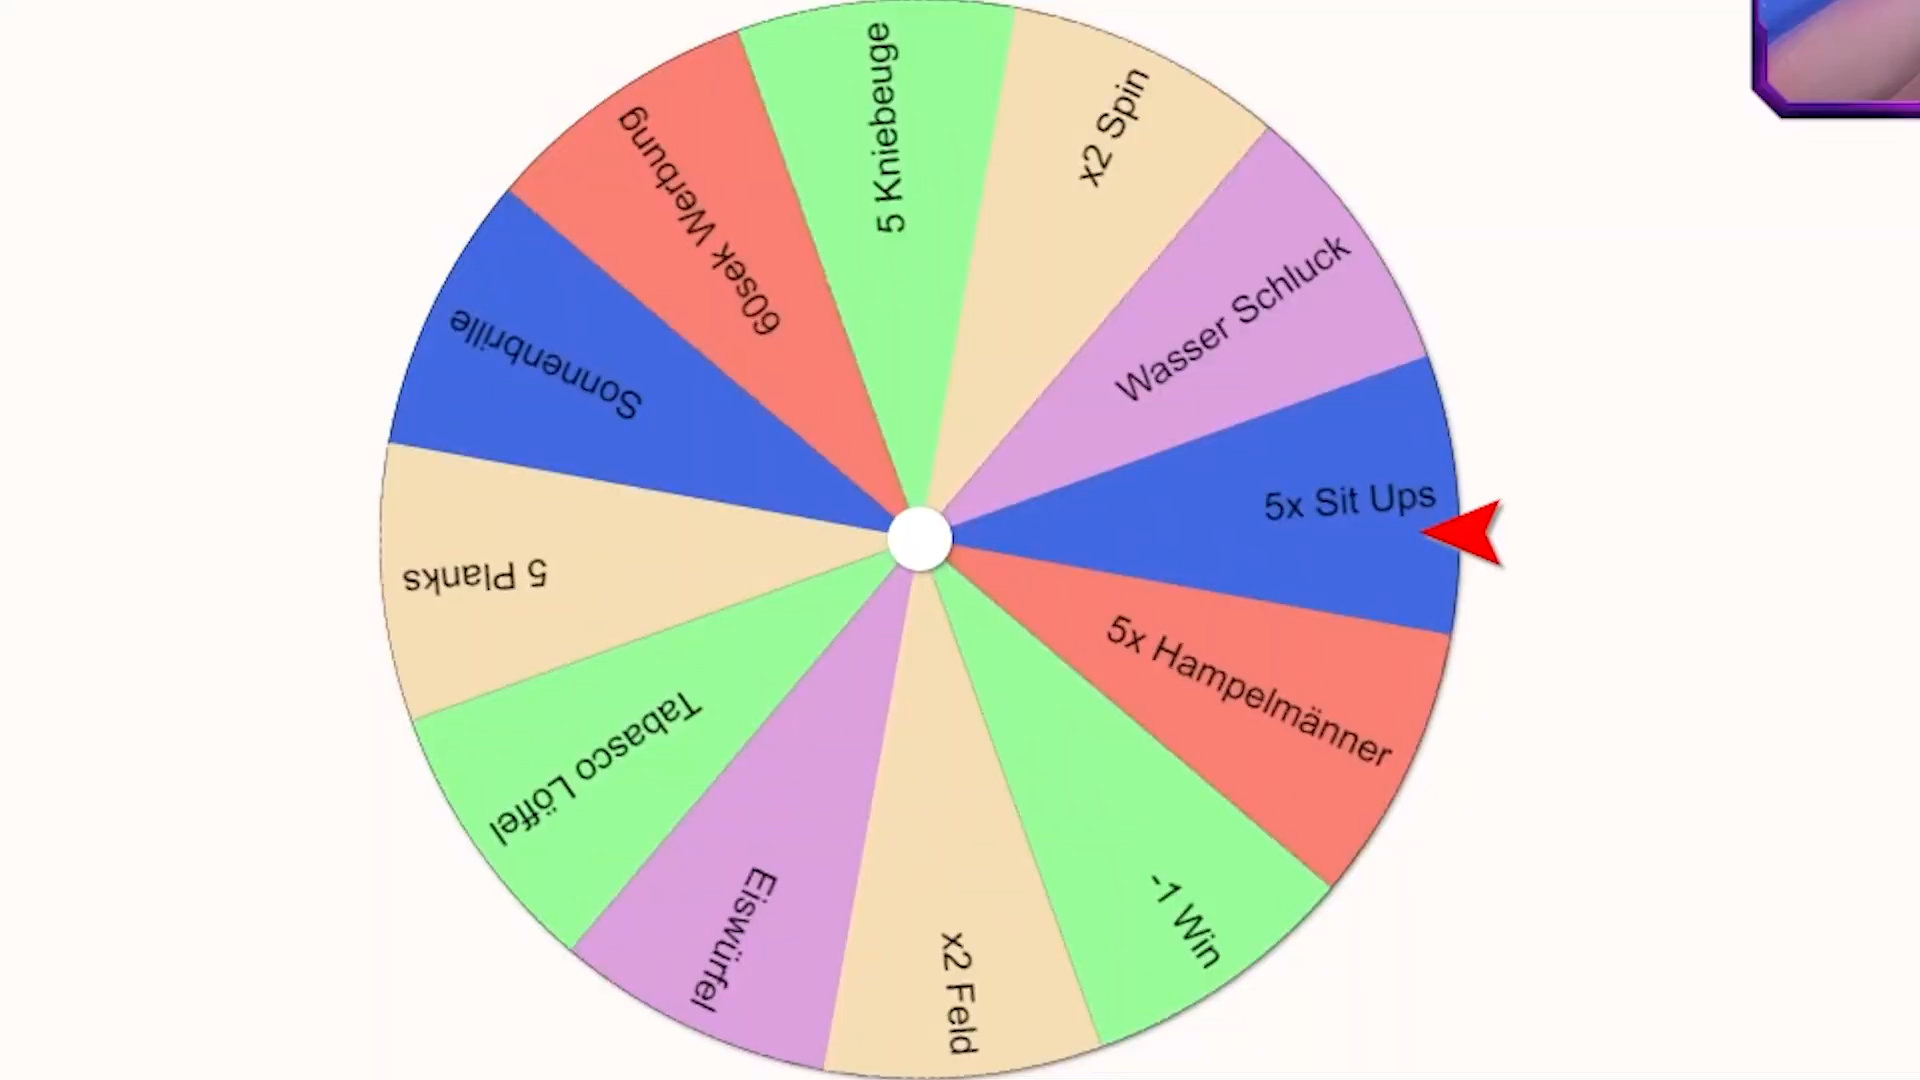 5 Kniebeuge
x2 Spin
Wasser Schluck
5x Sit Ups
5x Hampelmänner
-1 Win
x2 Feld
Eiswürfel
Tabasco Löffel
5 Planks
Sonnenbrille
60sek Werbung